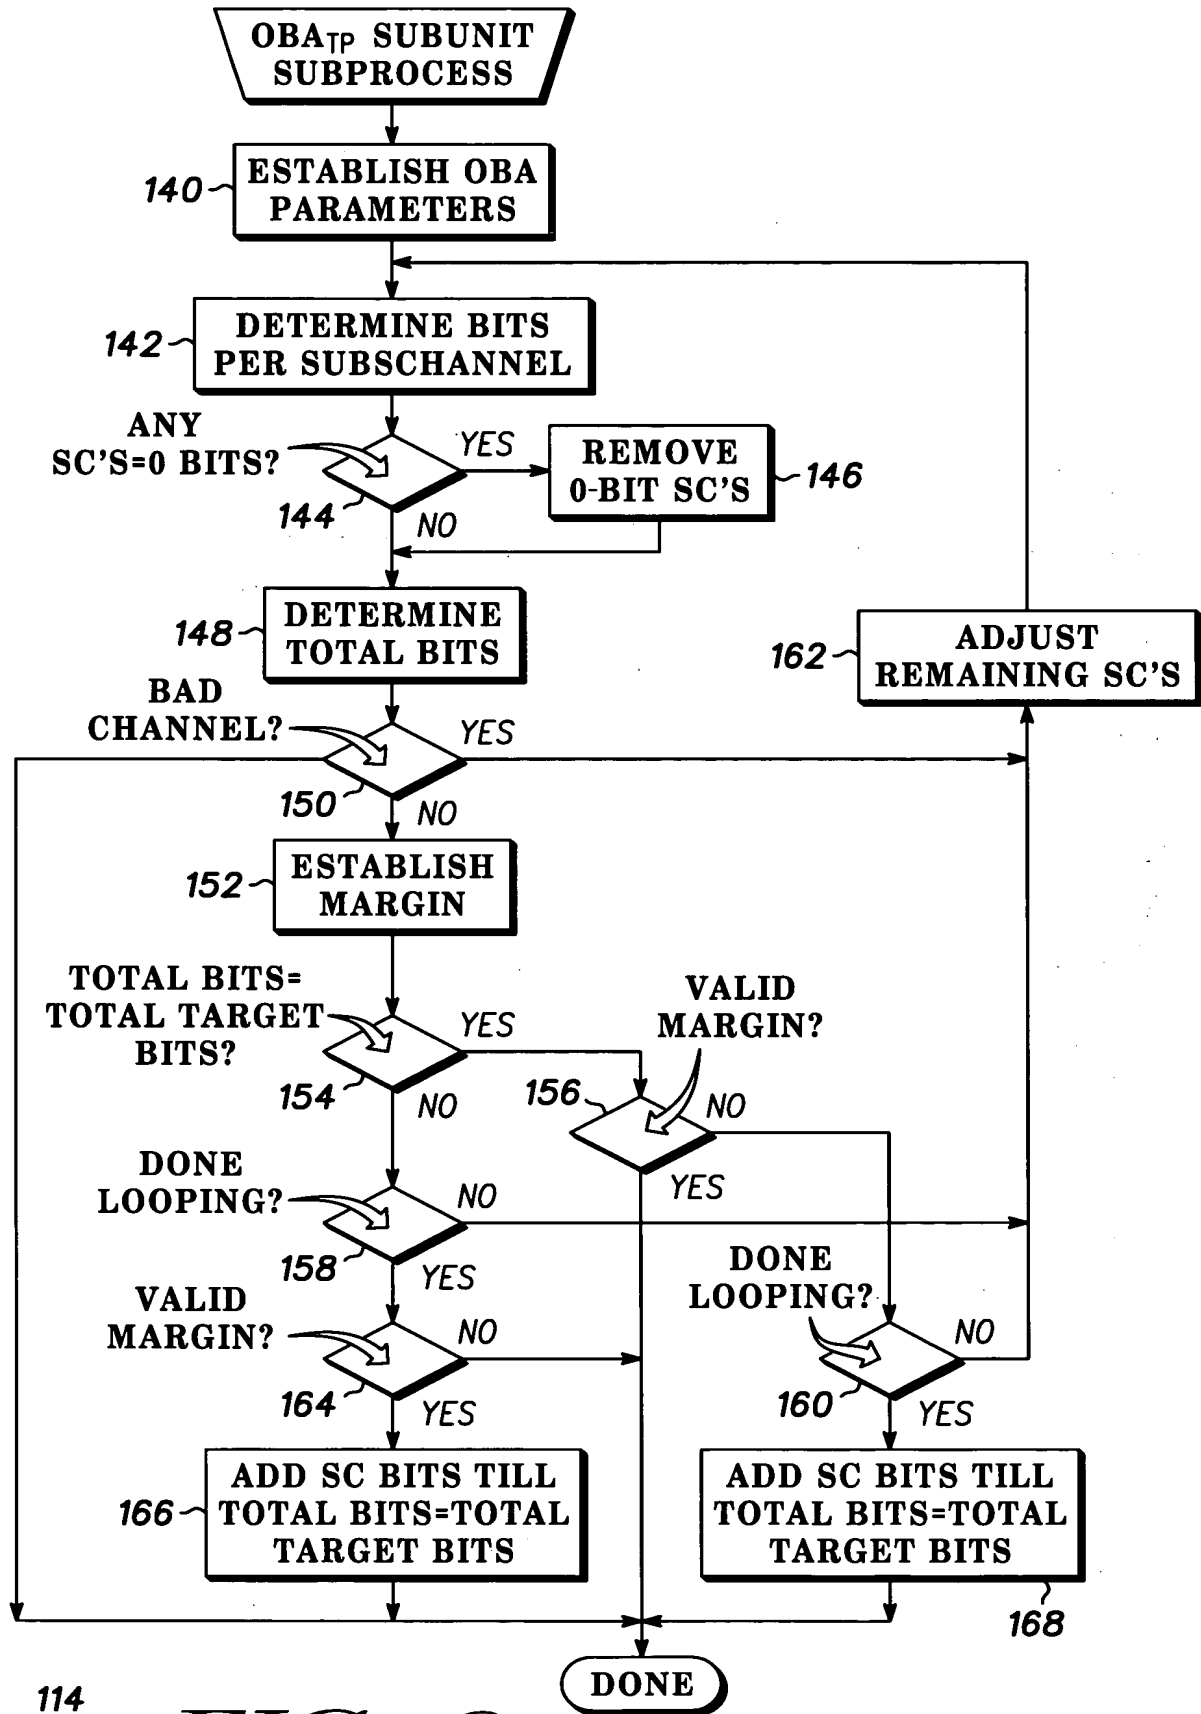 OBATP SUBUNIT
SUBPROCESS
140
ESTABLISH OBA
PARAMETERS
142
DETERMINE BITS
PER SUBSCHANNEL
ANY
SC'S=0 BITS?
YES
144
NO
REMOVE
0-BIT SC'S
146
148
DETERMINE
TOTAL BITS
162
ADJUST
REMAINING SC'S
BAD
CHANNEL?
YES
150
NO
152
ESTABLISH
MARGIN
TOTAL BITS=
TOTAL TARGET
BITS?
YES
154
NO
VALID
MARGIN?
156
NO
YES
DONE
LOOPING?
NO
158
YES
DONE
LOOPING?
NO
160
YES
VALID
MARGIN?
NO
164
YES
166
ADD SC BITS TILL
TOTAL BITS=TOTAL
TARGET BITS
ADD SC BITS TILL
TOTAL BITS=TOTAL
TARGET BITS
168
DONE
114